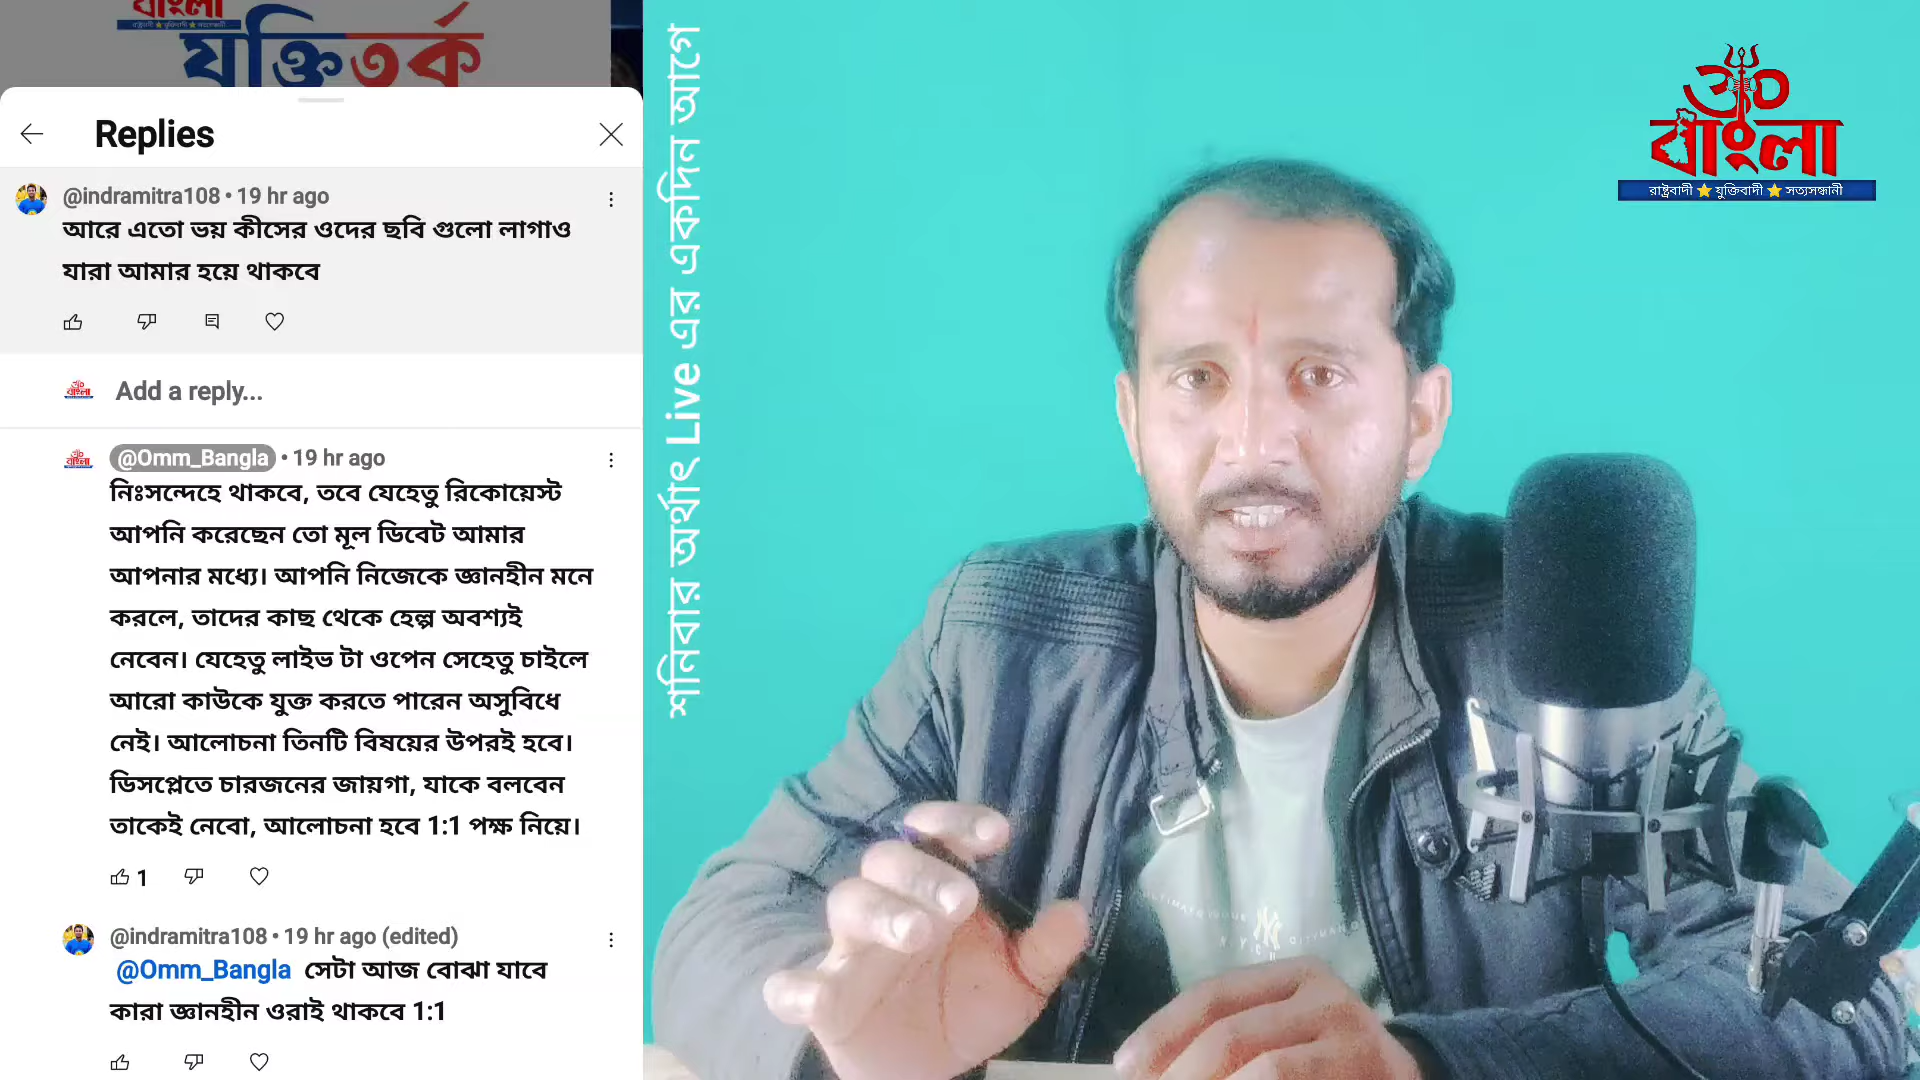 বাংলা
রাষ্ট্রবাদী ⭐ যুক্তিবাদী ⭐ সত্যসন্ধানী
যুক্তিতর্ক
Replies
@indramitra108 • 19 hr ago
আরে এতো ভয় কীসের ওদের ছবি গুলো লাগাও
যারা আমার হয়ে থাকবে
Add a reply...
@Omm_Bangla • 19 hr ago
নিঃসন্দেহে থাকবে, তবে যেহেতু রিকোয়েস্ট
আপনি করেছেন তো মূল ডিবেট আমার
আপনার মধ্যে। আপনি নিজেকে জ্ঞানহীন মনে
করলে, তাদের কাছ থেকে হেল্প অবশ্যই
নেবেন। যেহেতু লাইভ টা ওপেন সেহেতু চাইলে
আরো কাউকে যুক্ত করতে পারেন অসুবিধে
নেই। আলোচনা তিনটি বিষয়ের উপরই হবে।
ডিসপ্লেতে চারজনের জায়গা, যাকে বলবেন
তাকেই নেবো, আলোচনা হবে 1:1 পক্ষ নিয়ে।
1
@indramitra108 • 19 hr ago (edited)
@Omm_Bangla সেটা আজ বোঝা যাবে
কারা জ্ঞানহীন ওরাই থাকবে 1:1
শনিবার অর্থাৎ Live এর একদিন আগে
ওঁ
বাংলা
রাষ্ট্রবাদী ⭐ যুক্তিবাদী ⭐ সত্যসন্ধানী
NY